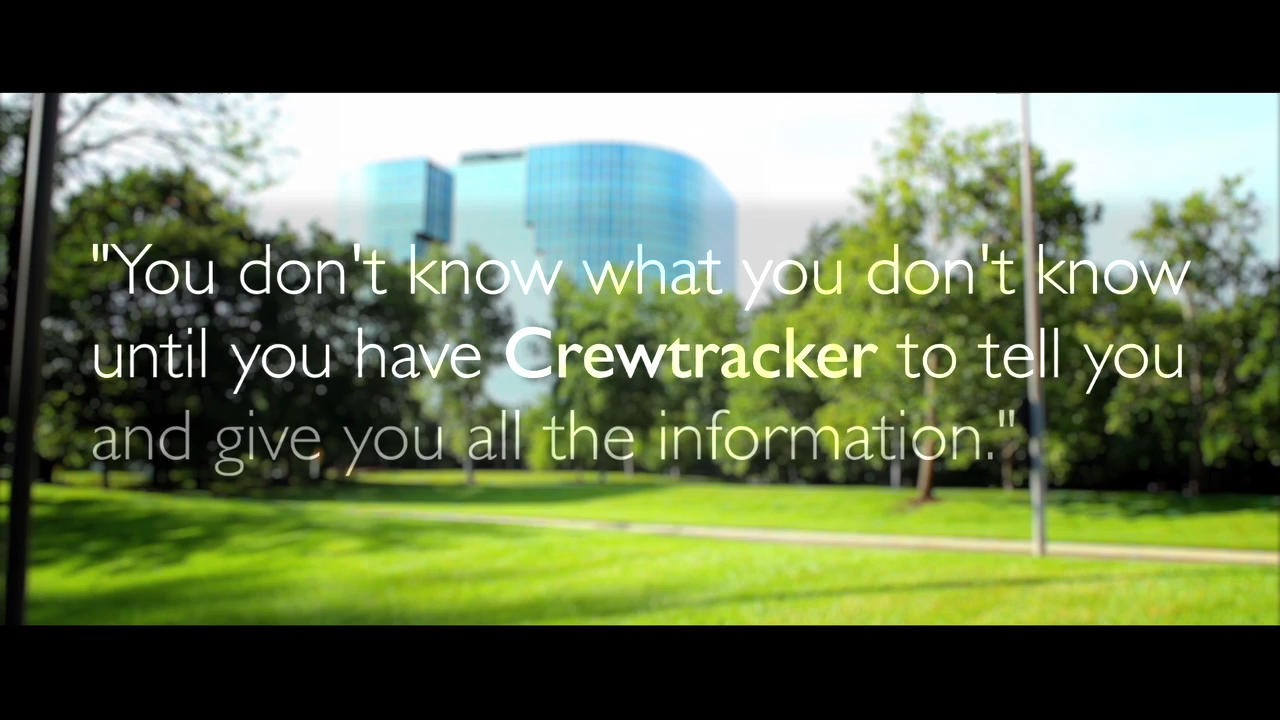 "You don't know what you don't know
until you have Crewtracker to tell you
and give you all the information."